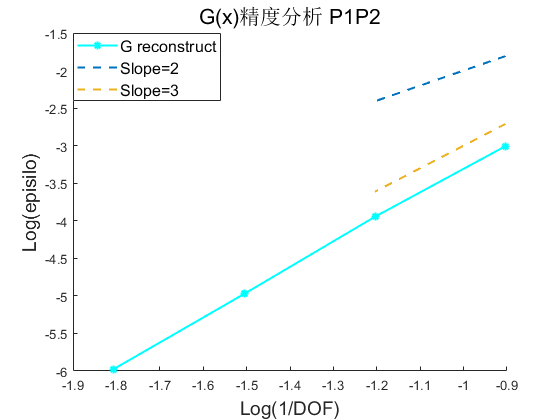 G(x)精度分析 P1P2
G reconstruct
Slope=2
Slope=3
-1.5
-2
-2.5
-3
-3.5
-4
-4.5
-5
-5.5
-6
Log(episilo)
-1.9 -1.8 -1.7 -1.6 -1.5 -1.4 -1.3 -1.2 -1.1 -1 -0.9
Log(1/DOF)